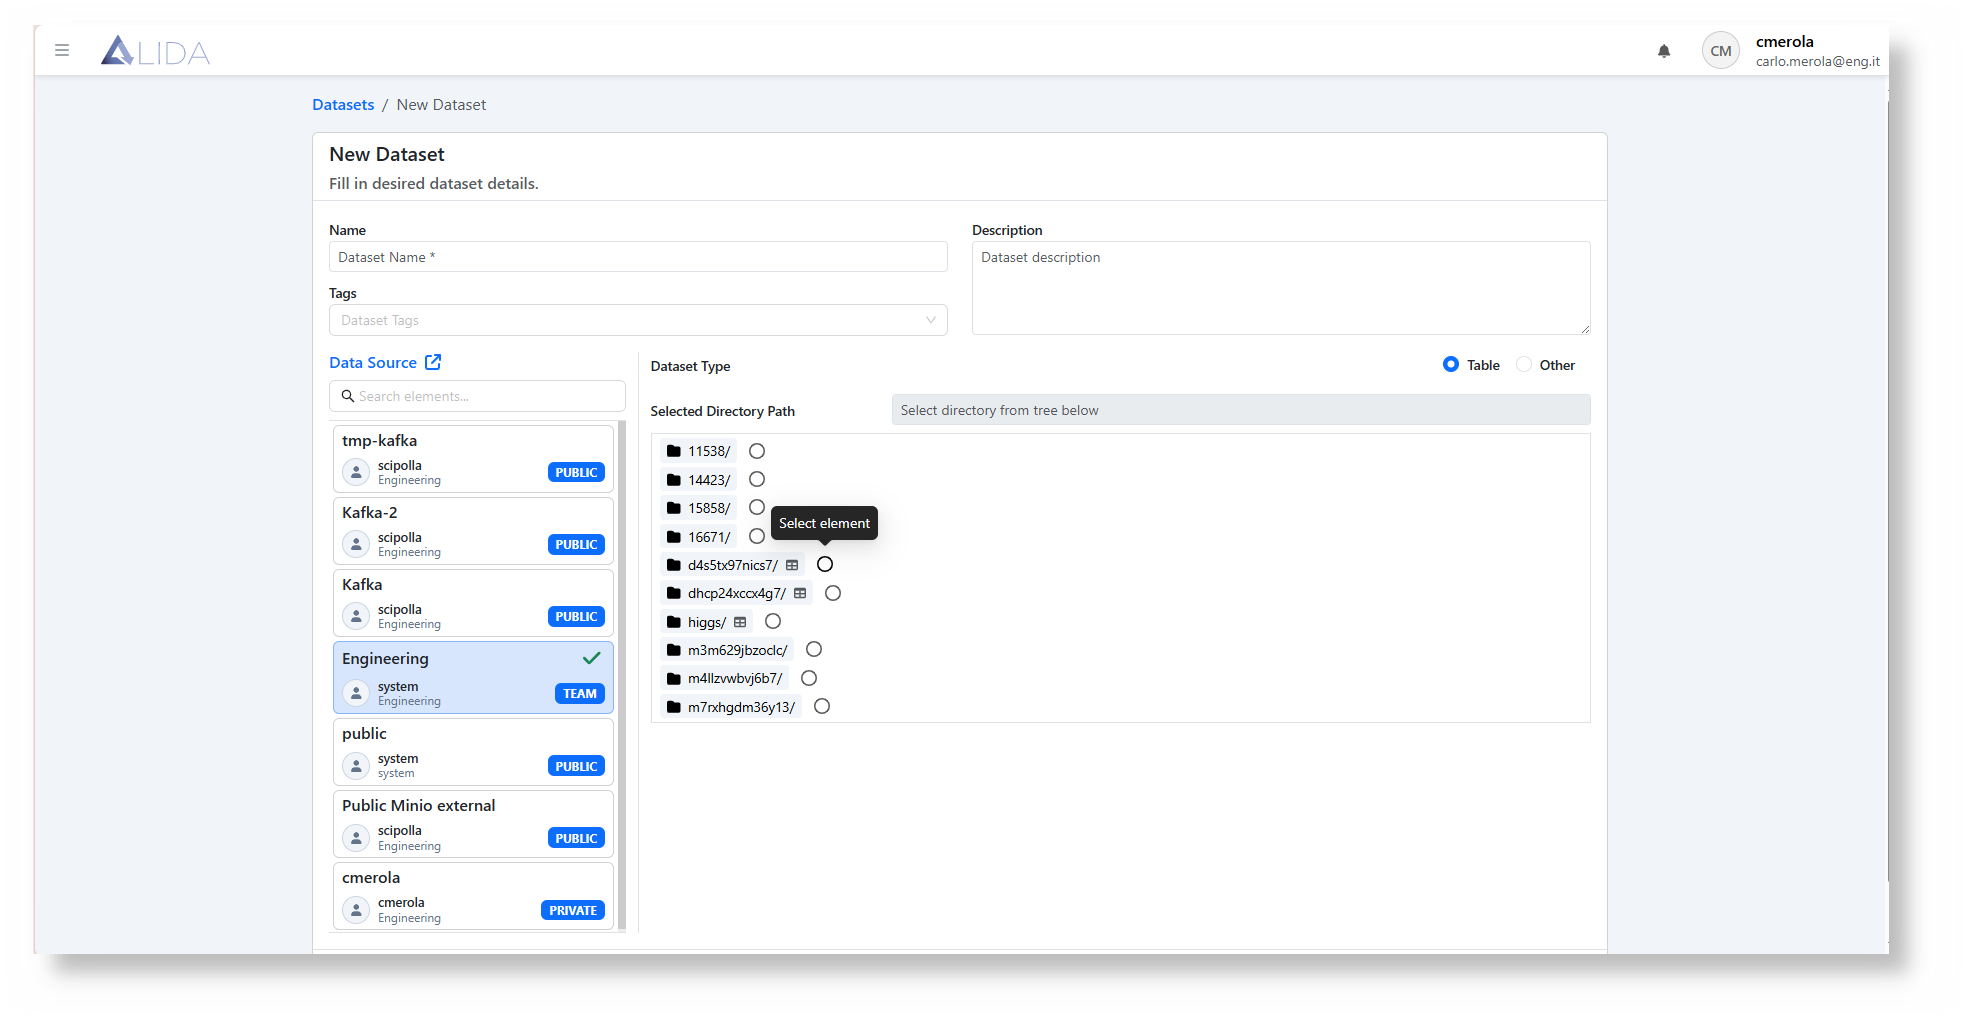 LIDA
CM
cmerola
carlo.merola@eng.it
Datasets / New Dataset
New Dataset
Fill in desired dataset details.
Name
Dataset Name *
Description
Dataset description
Tags
Dataset Tags
Data Source
Search elements...
tmp-kafka
scipolla
Engineering
PUBLIC
Kafka-2
scipolla
Engineering
PUBLIC
Kafka
scipolla
Engineering
PUBLIC
Engineering
system
Engineering
TEAM
public
system
system
PUBLIC
Public Minio external
scipolla
Engineering
PUBLIC
cmerola
cmerola
Engineering
PRIVATE
Dataset Type
Table
Other
Selected Directory Path
Select directory from tree below
11538/
14423/
15858/
16671/
Select element
d4s5tx97nics7/
dhcp24xccx4g7/
higgs/
m3m629jbzoclc/
m4llzvwbvj6b7/
m7rxhgdm36y13/